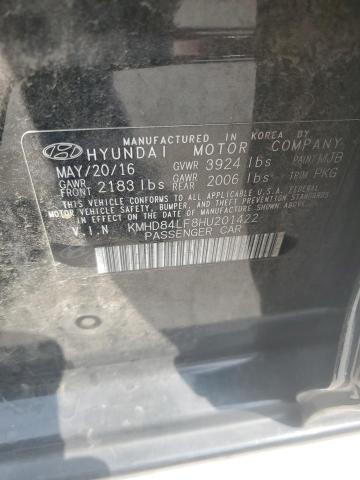 MANUFACTURED IN KOREA BY
HYUNDAI MOTOR COMPANY
MAY/20/16 GVWR 3924 lbs PAINT MJB
GAWR FRONT 2183 lbs GAWR REAR 2006 lbs TRIM PKG
THIS VEHICLE CONFORMS TO ALL APPLICABLE U.S.A. FEDERAL
MOTOR VEHICLE SAFETY, BUMPER, AND THEFT PREVENTION
STANDARDS IN EFFECT ON THE DATE OF MANUFACTURE SHOWN ABOVE.
V.I.N KMHD84LF8HU201422
PASSENGER CAR